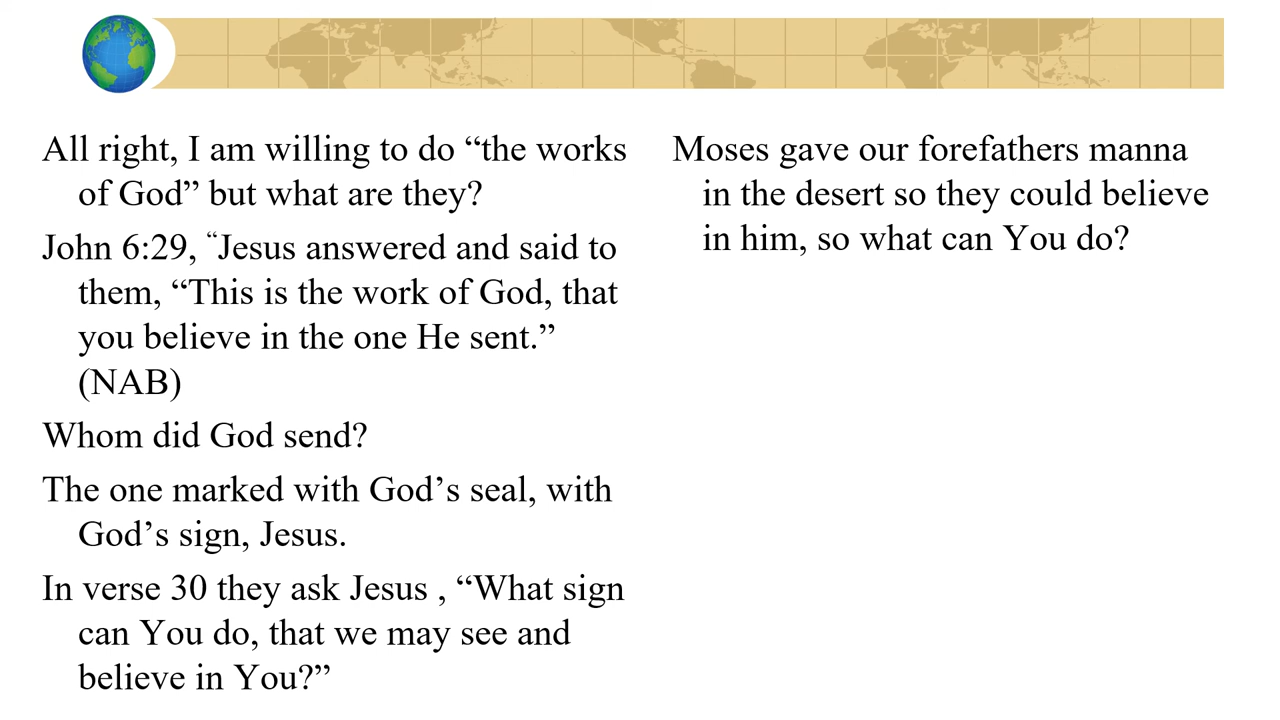 All right, I am willing to do “the works
of God” but what are they?
John 6:29, “Jesus answered and said to
them, “This is the work of God, that
you believe in the one He sent.”
(NAB)
Whom did God send?
The one marked with God’s seal, with
God’s sign, Jesus.
In verse 30 they ask Jesus , “What sign
can You do, that we may see and
believe in You?”
Moses gave our forefathers manna
in the desert so they could believe
in him, so what can You do?